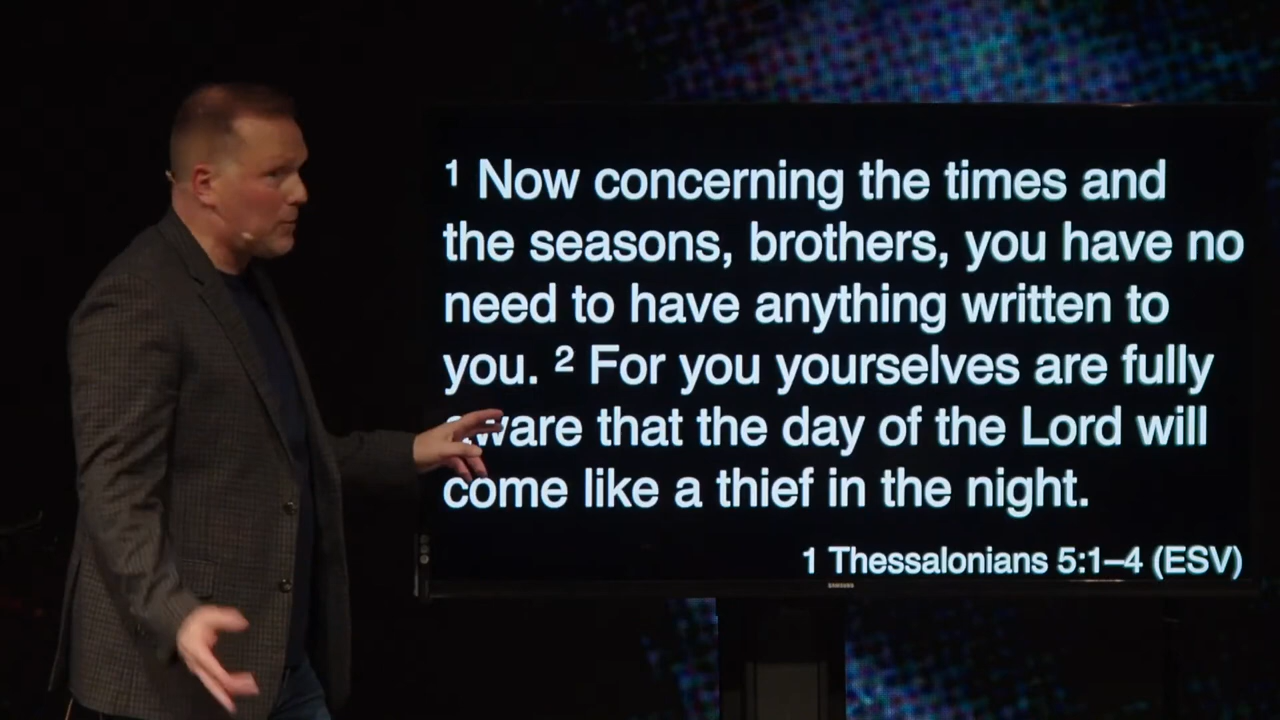 ¹ Now concerning the times and
the seasons, brothers, you have no
need to have anything written to
you. ² For you yourselves are fully
aware that the day of the Lord will
come like a thief in the night.
1 Thessalonians 5:1–4 (ESV)
SAMSUNG